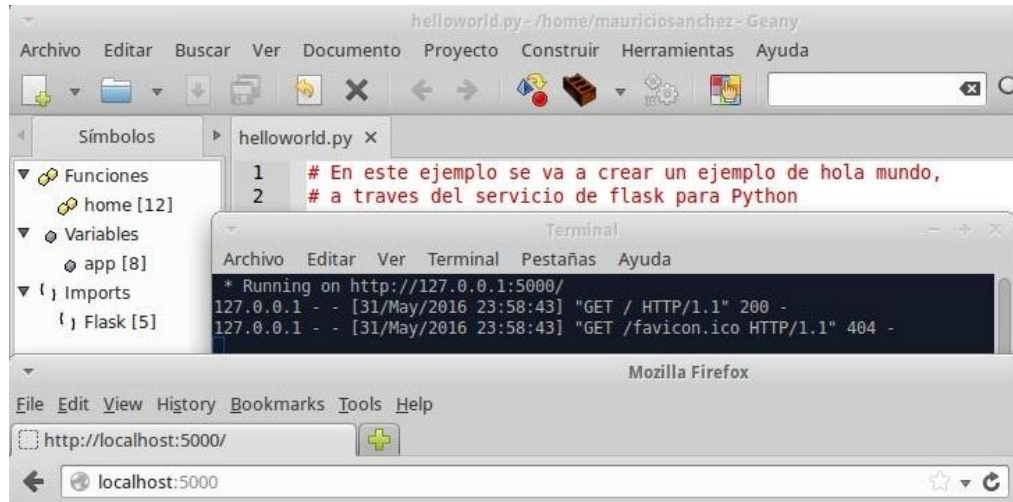 helloworld.py - /home/mauriciosanchez - Geany
Archivo Editar Buscar Ver Documento Proyecto Construir Herramientas Ayuda
Símbolos
helloworld.py
Funciones
home [12]
Variables
app [8]
Imports
Flask [5]
1 # En este ejemplo se va a crear un ejemplo de hola mundo,
2 # a traves del servicio de flask para Python
Terminal
Archivo Editar Ver Terminal Pestañas Ayuda
* Running on http://127.0.0.1:5000/
127.0.0.1 - - [31/May/2016 23:58:43] "GET / HTTP/1.1" 200 -
127.0.0.1 - - [31/May/2016 23:58:43] "GET /favicon.ico HTTP/1.1" 404 -
Mozilla Firefox
File Edit View History Bookmarks Tools Help
http://localhost:5000/
localhost:5000